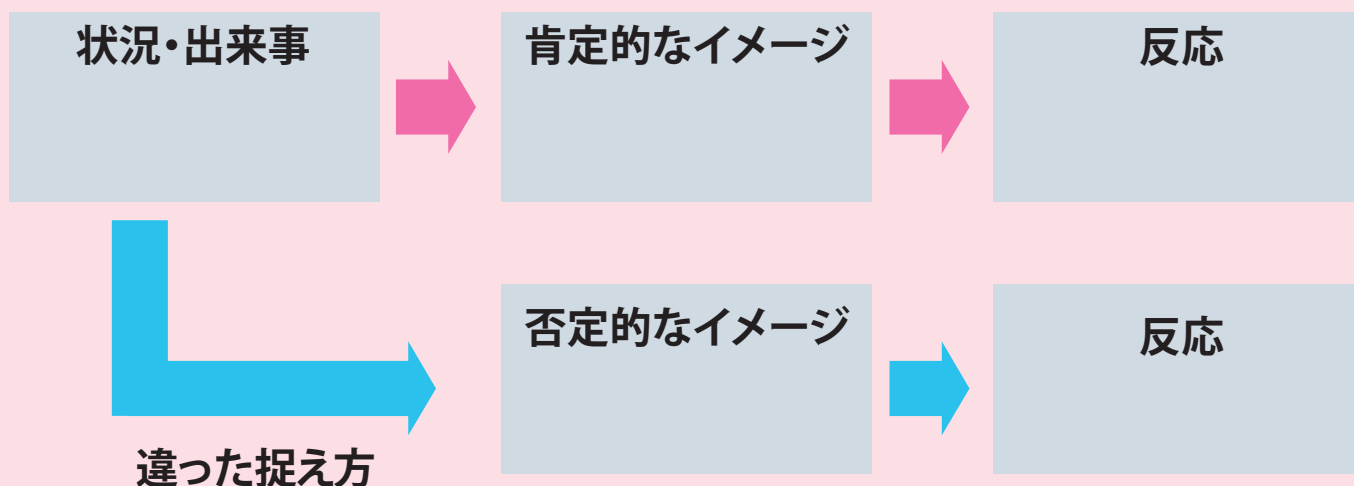 状況・出来事
肯定的なイメージ
反応
否定的なイメージ
反応
違った捉え方